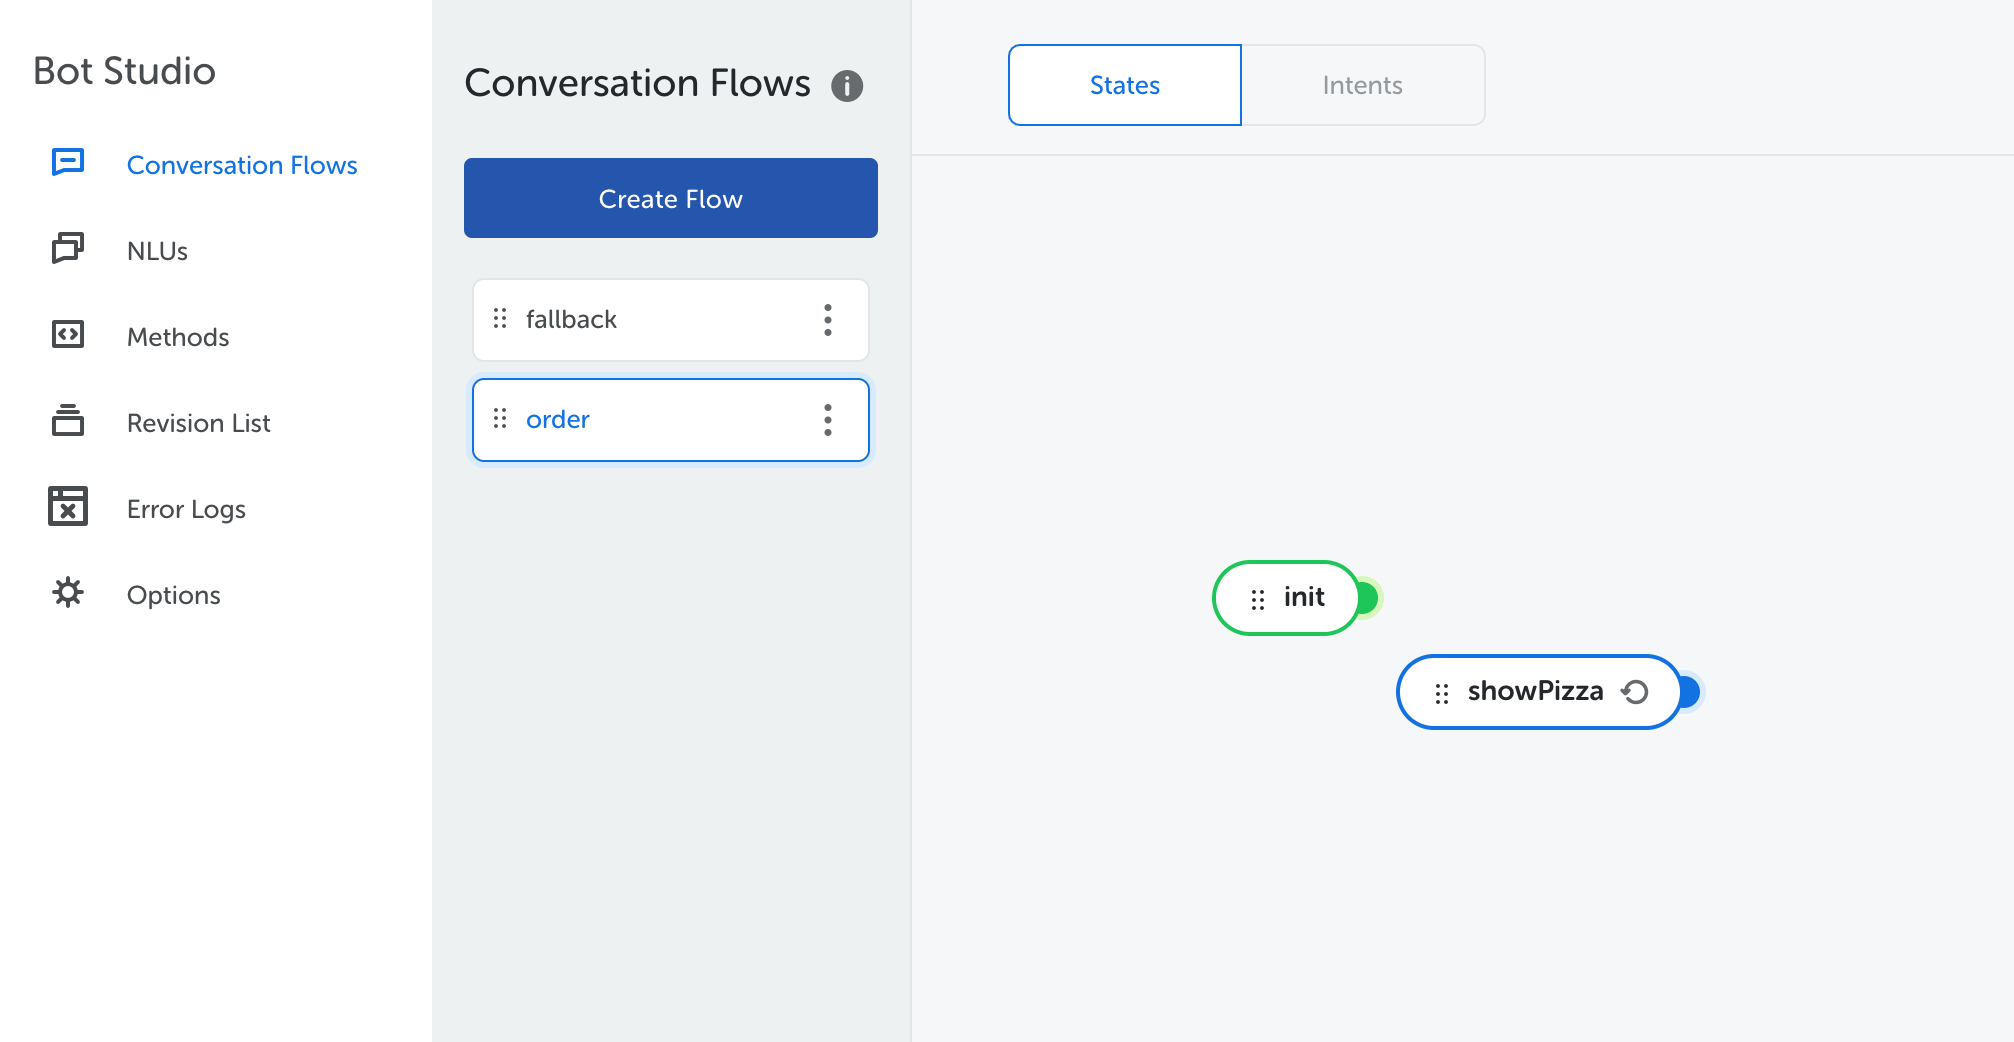 Bot Studio
Conversation Flows
NLUs
Methods
Revision List
Error Logs
Options
Conversation Flows
Create Flow
fallback
order
States
Intents
init
showPizza